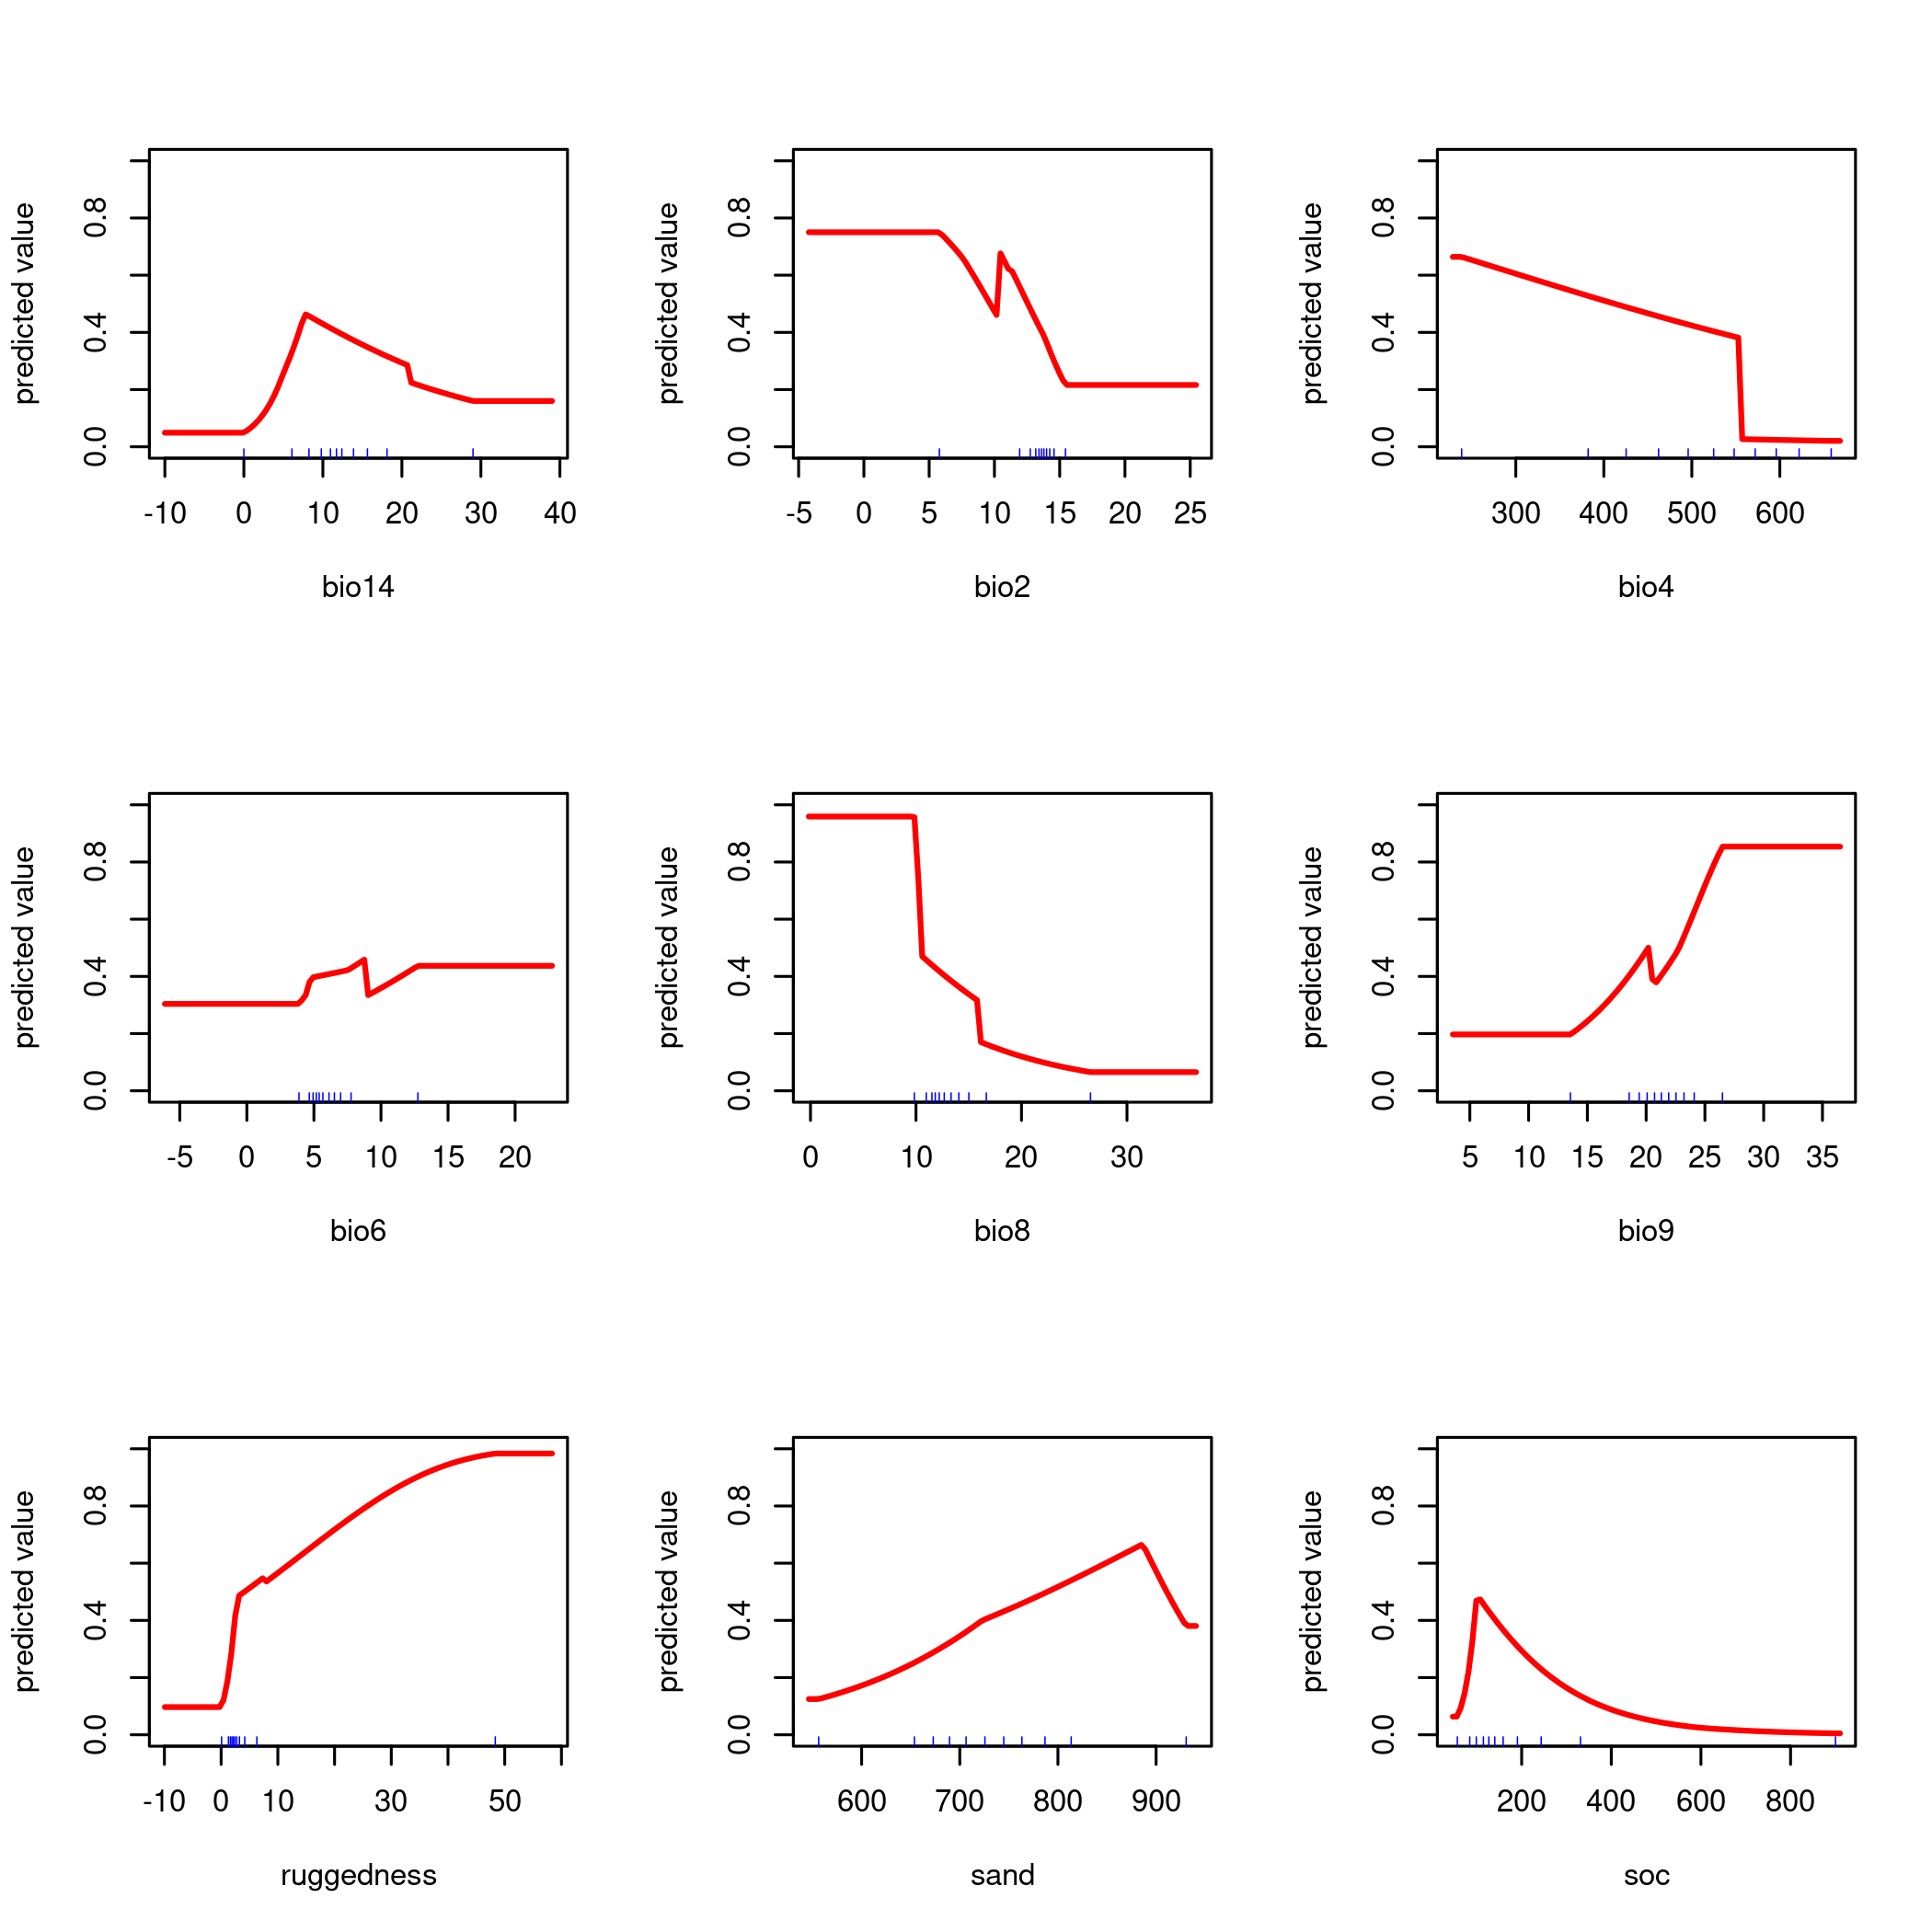 predicted value
0.0 0.4 0.8
-10 0 10 20 30 40
bio14
predicted value
0.0 0.4 0.8
-5 0 5 10 15 20 25
bio2
predicted value
0.0 0.4 0.8
300 400 500 600
bio4
predicted value
0.0 0.4 0.8
-5 0 5 10 15 20
bio6
predicted value
0.0 0.4 0.8
0 10 20 30
bio8
predicted value
0.0 0.4 0.8
5 10 15 20 25 30 35
bio9
predicted value
0.0 0.4 0.8
-10 0 10 30 50
ruggedness
predicted value
0.0 0.4 0.8
600 700 800 900
sand
predicted value
0.0 0.4 0.8
200 400 600 800
soc